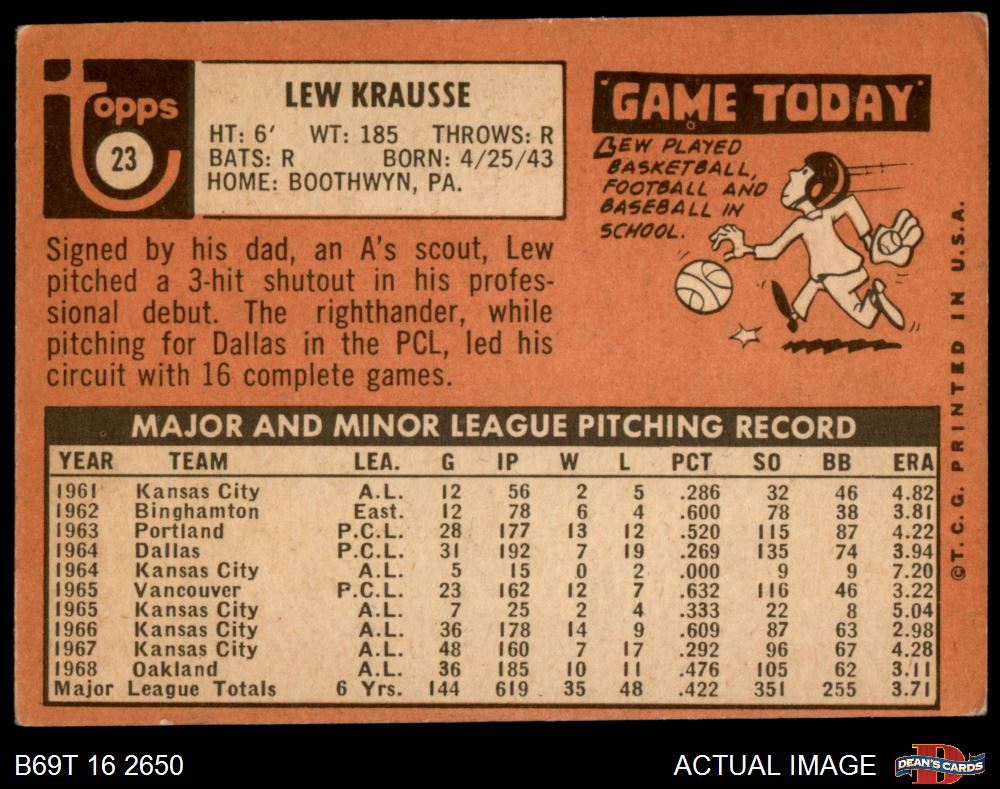 topps
23
LEW KRAUSSE
HT: 6' WT: 185 THROWS: R
BATS: R BORN: 4/25/43
HOME: BOOTHWYN, PA.
"GAME TODAY"
LEW PLAYED
BASKETBALL,
FOOTBALL AND
BASEBALL IN
SCHOOL.
Signed by his dad, an A's scout, Lew
pitched a 3-hit shutout in his profes-
sional debut. The righthander, while
pitching for Dallas in the PCL, led his
circuit with 16 complete games.
MAJOR AND MINOR LEAGUE PITCHING RECORD
YEAR TEAM LEA. G IP W L PCT SO BB ERA
1961 Kansas City A.L. 12 56 2 5 .286 32 46 4.82
1962 Binghamton East. 12 78 6 4 .600 78 38 3.81
1963 Portland P.C.L. 28 177 13 12 .520 115 87 4.22
1964 Dallas P.C.L. 31 192 7 19 .269 135 74 3.94
1964 Kansas City A.L. 5 15 0 2 .000 9 9 7.20
1965 Vancouver P.C.L. 23 162 12 7 .632 116 46 3.22
1965 Kansas City A.L. 7 25 2 4 .333 22 8 5.04
1966 Kansas City A.L. 36 178 14 9 .609 87 63 2.98
1967 Kansas City A.L. 48 160 7 17 .292 96 67 4.28
1968 Oakland A.L. 36 185 10 11 .476 105 62 3.11
Major League Totals 6 Yrs. 144 619 35 48 .422 351 255 3.71
©T.C.G. PRINTED IN U.S.A.
B69T 16 2650
ACTUAL IMAGE
D
DEAN'S CARDS